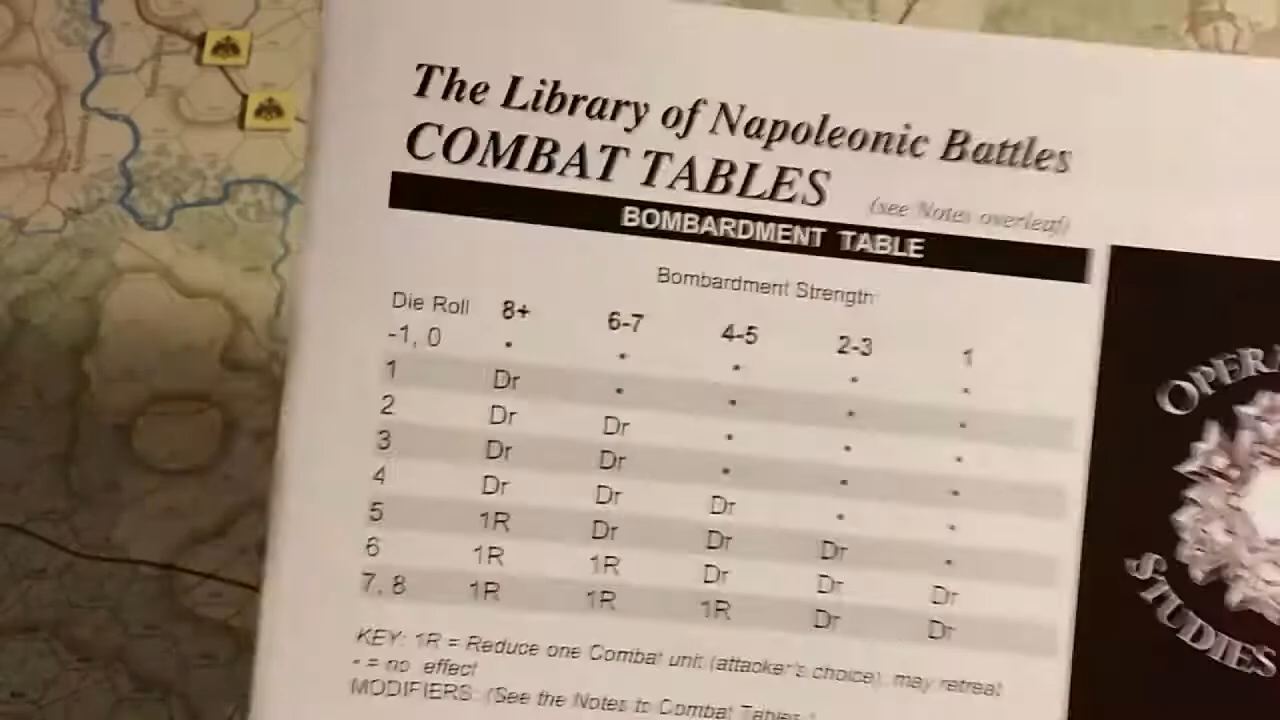 The Library of Napoleonic Battles
COMBAT TABLES (see Notes overleaf)
BOMBARDMENT TABLE
Bombardment Strength
Die Roll 8+ 6-7 4-5 2-3 1
-1, 0 • • • • •
1 Dr • • • •
2 Dr Dr • • •
3 Dr Dr • • •
4 Dr Dr Dr • •
5 1R Dr Dr Dr •
6 1R 1R Dr Dr Dr
7, 8 1R 1R 1R Dr Dr
KEY: 1R = Reduce one Combat unit (attacker's choice); may retreat
• = no effect
MODIFIERS: (See the Notes to Combat Tables.)
OPERA
STUDIES